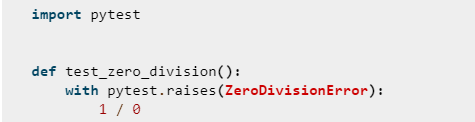 import pytest
def test_zero_division():
    with pytest.raises(ZeroDivisionError):
        1 / 0